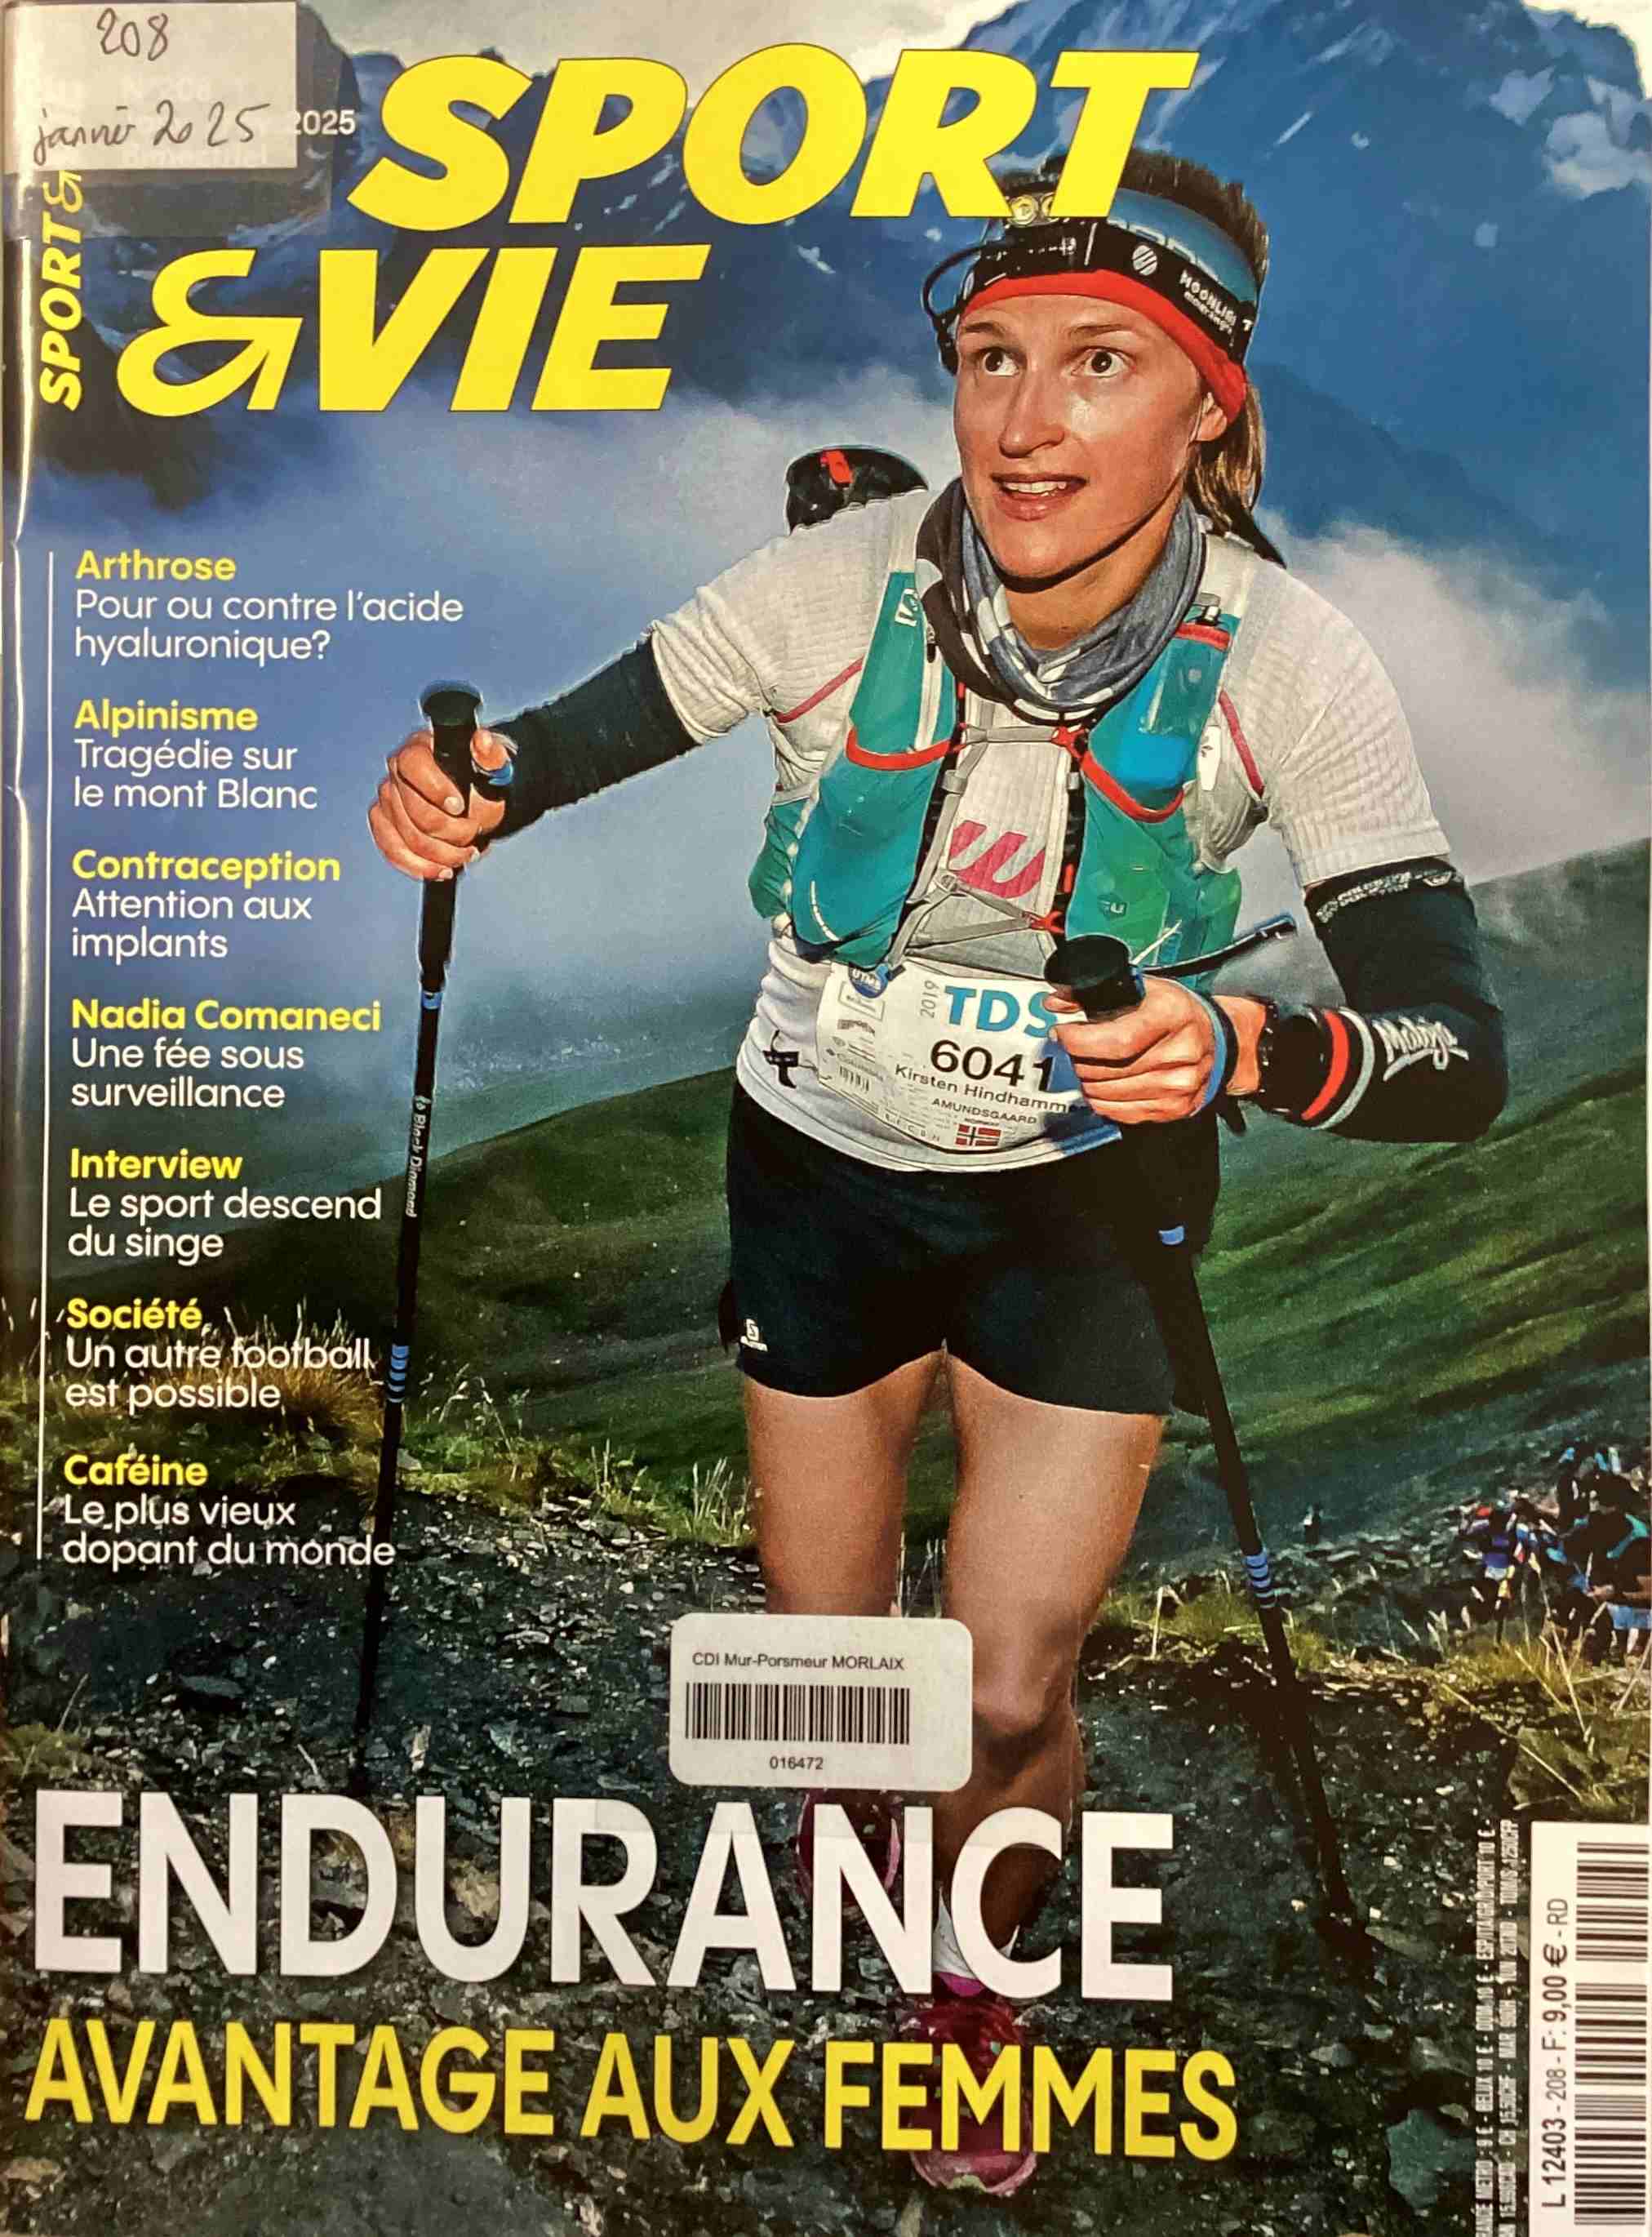 208
janvier 2025
2025
SPORT
&VIE
SPORT&
MOONLIGHT
Arthrose
Pour ou contre l'acide
hyaluronique?
Alpinisme
Tragédie sur
le mont Blanc
Contraception
Attention aux
implants
Nadia Comaneci
Une fée sous
surveillance
Interview
Le sport descend
du singe
Société
Un autre football
est possible
Caféine
Le plus vieux
dopant du monde
2019
TDS
6041
Kirsten Hindhamm
AMUNDSGAARD
Black Diamond
CDI Mur-Porsmeur MORLAIX
016472
ENDURANCE
AVANTAGE AUX FEMMES
L 12403 - 208 - F: 9,00 € - RD